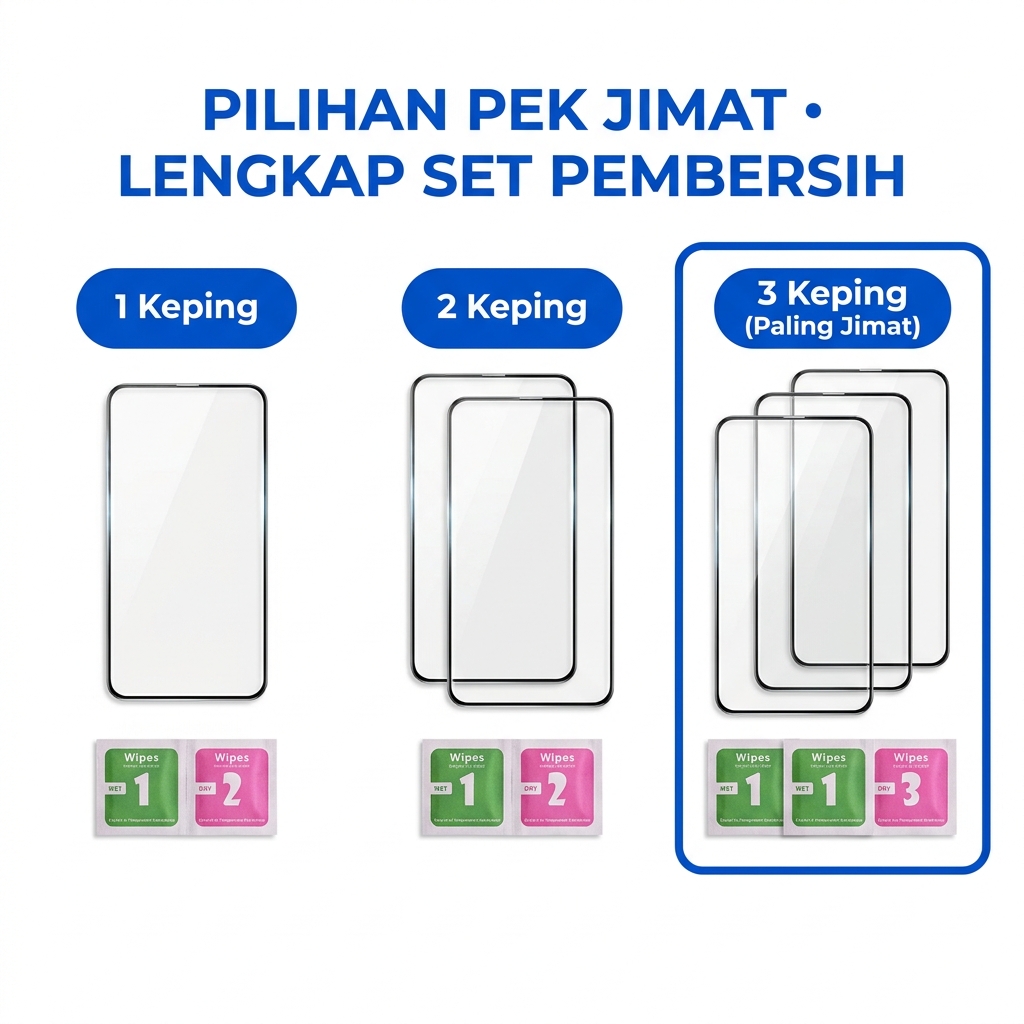 PILIHAN PEK JIMAT •
LENGKAP SET PEMBERSIH
1 Keping
2 Keping
3 Keping
(Paling Jimat)
Wipes
WET 1
Wipes
DRY 2
Wipes
WET 1
Wipes
DRY 2
Wipes
WET 1
Wipes
WET 1
Wipes
DRY 3